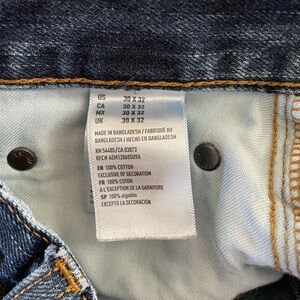 US 30 X 32
CA 30 X 32
MX 30 X 32
UK 30 X 32
MADE IN BANGLADESH / FABRIQUÉ AU
BANGLADESH / HECHO EN BANGLADESH
RN 54485/CA 03873
EN 100% COTTON
EXCLUSIVE OF DECORATION
FR 100% COTON
À L'EXCEPTION DE LA GARNITURE
SP 100% algodon
EXCEPTO LA DECORACIÓN